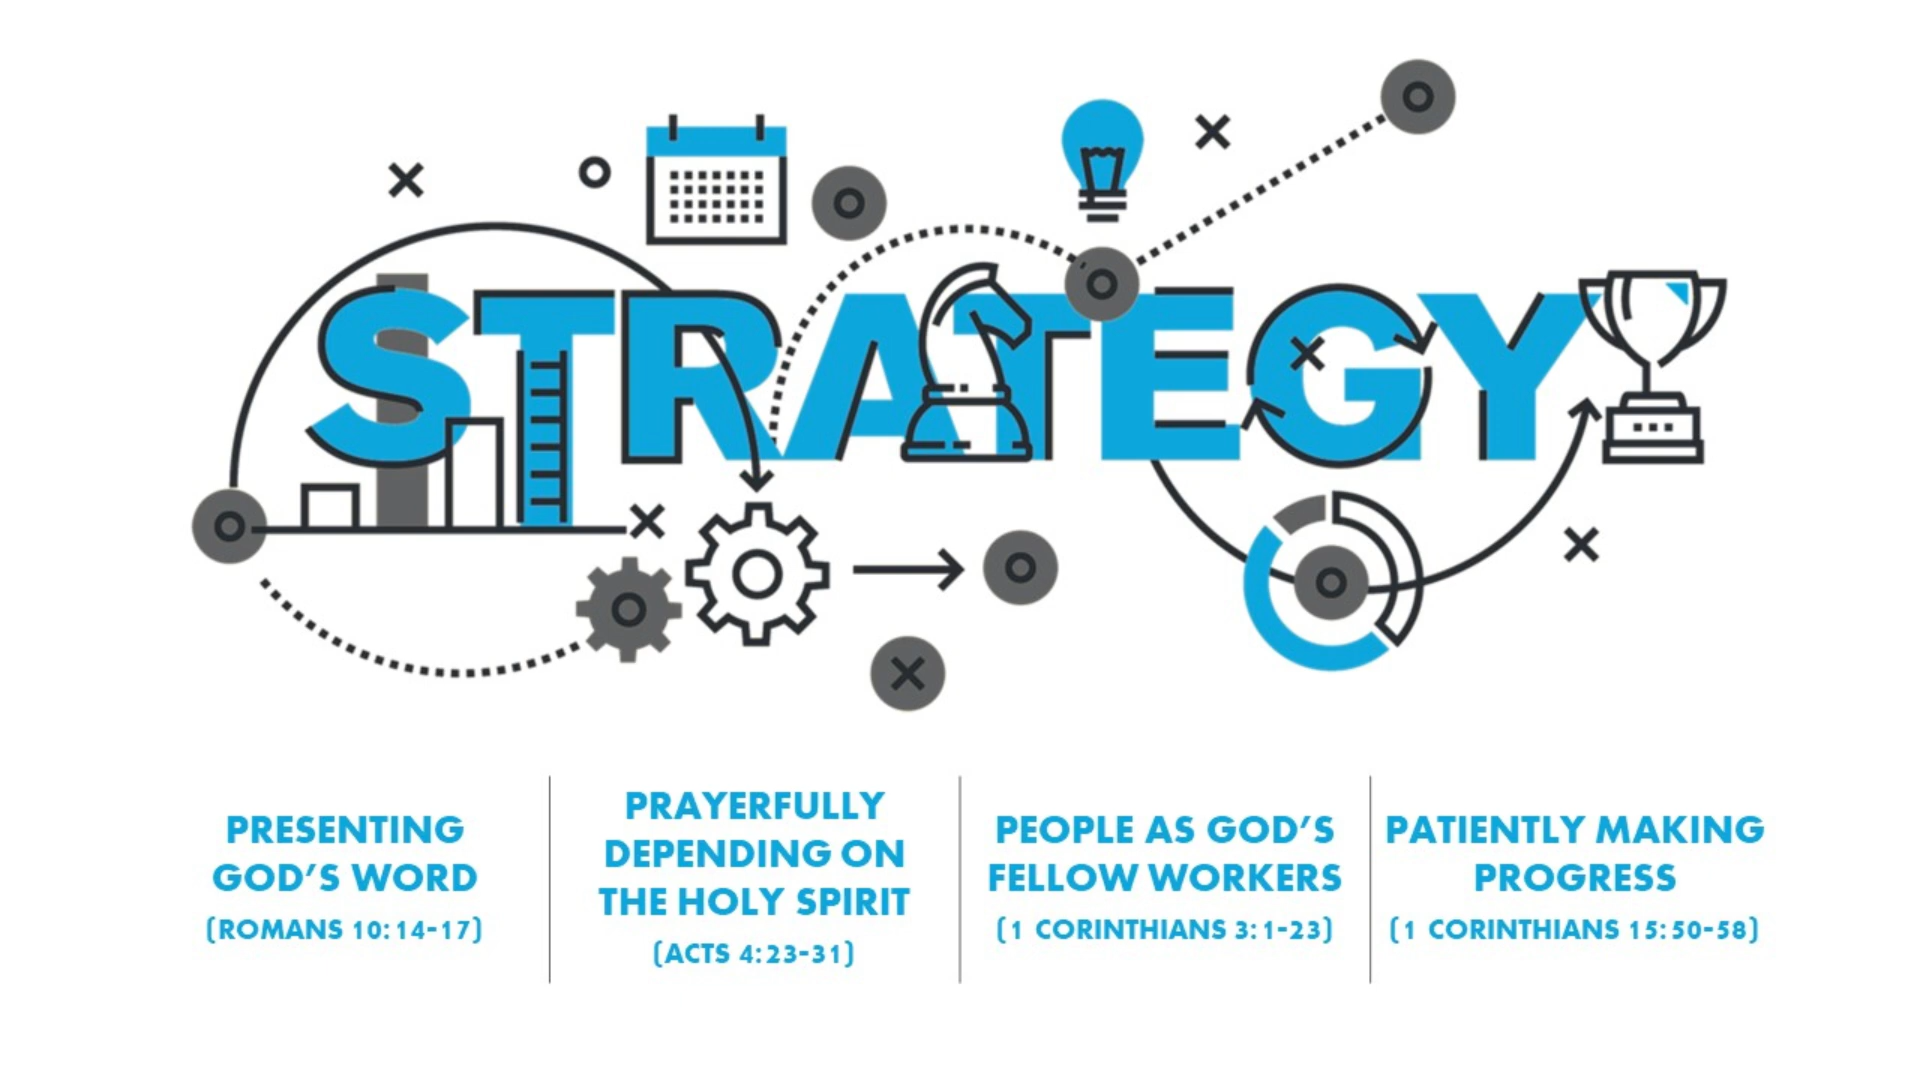 STRATEGY
PRESENTING
GOD'S WORD
(ROMANS 10:14-17)
PRAYERFULLY
DEPENDING ON
THE HOLY SPIRIT
(ACTS 4:23-31)
PEOPLE AS GOD'S
FELLOW WORKERS
(1 CORINTHIANS 3:1-23)
PATIENTLY MAKING
PROGRESS
(1 CORINTHIANS 15:50-58)